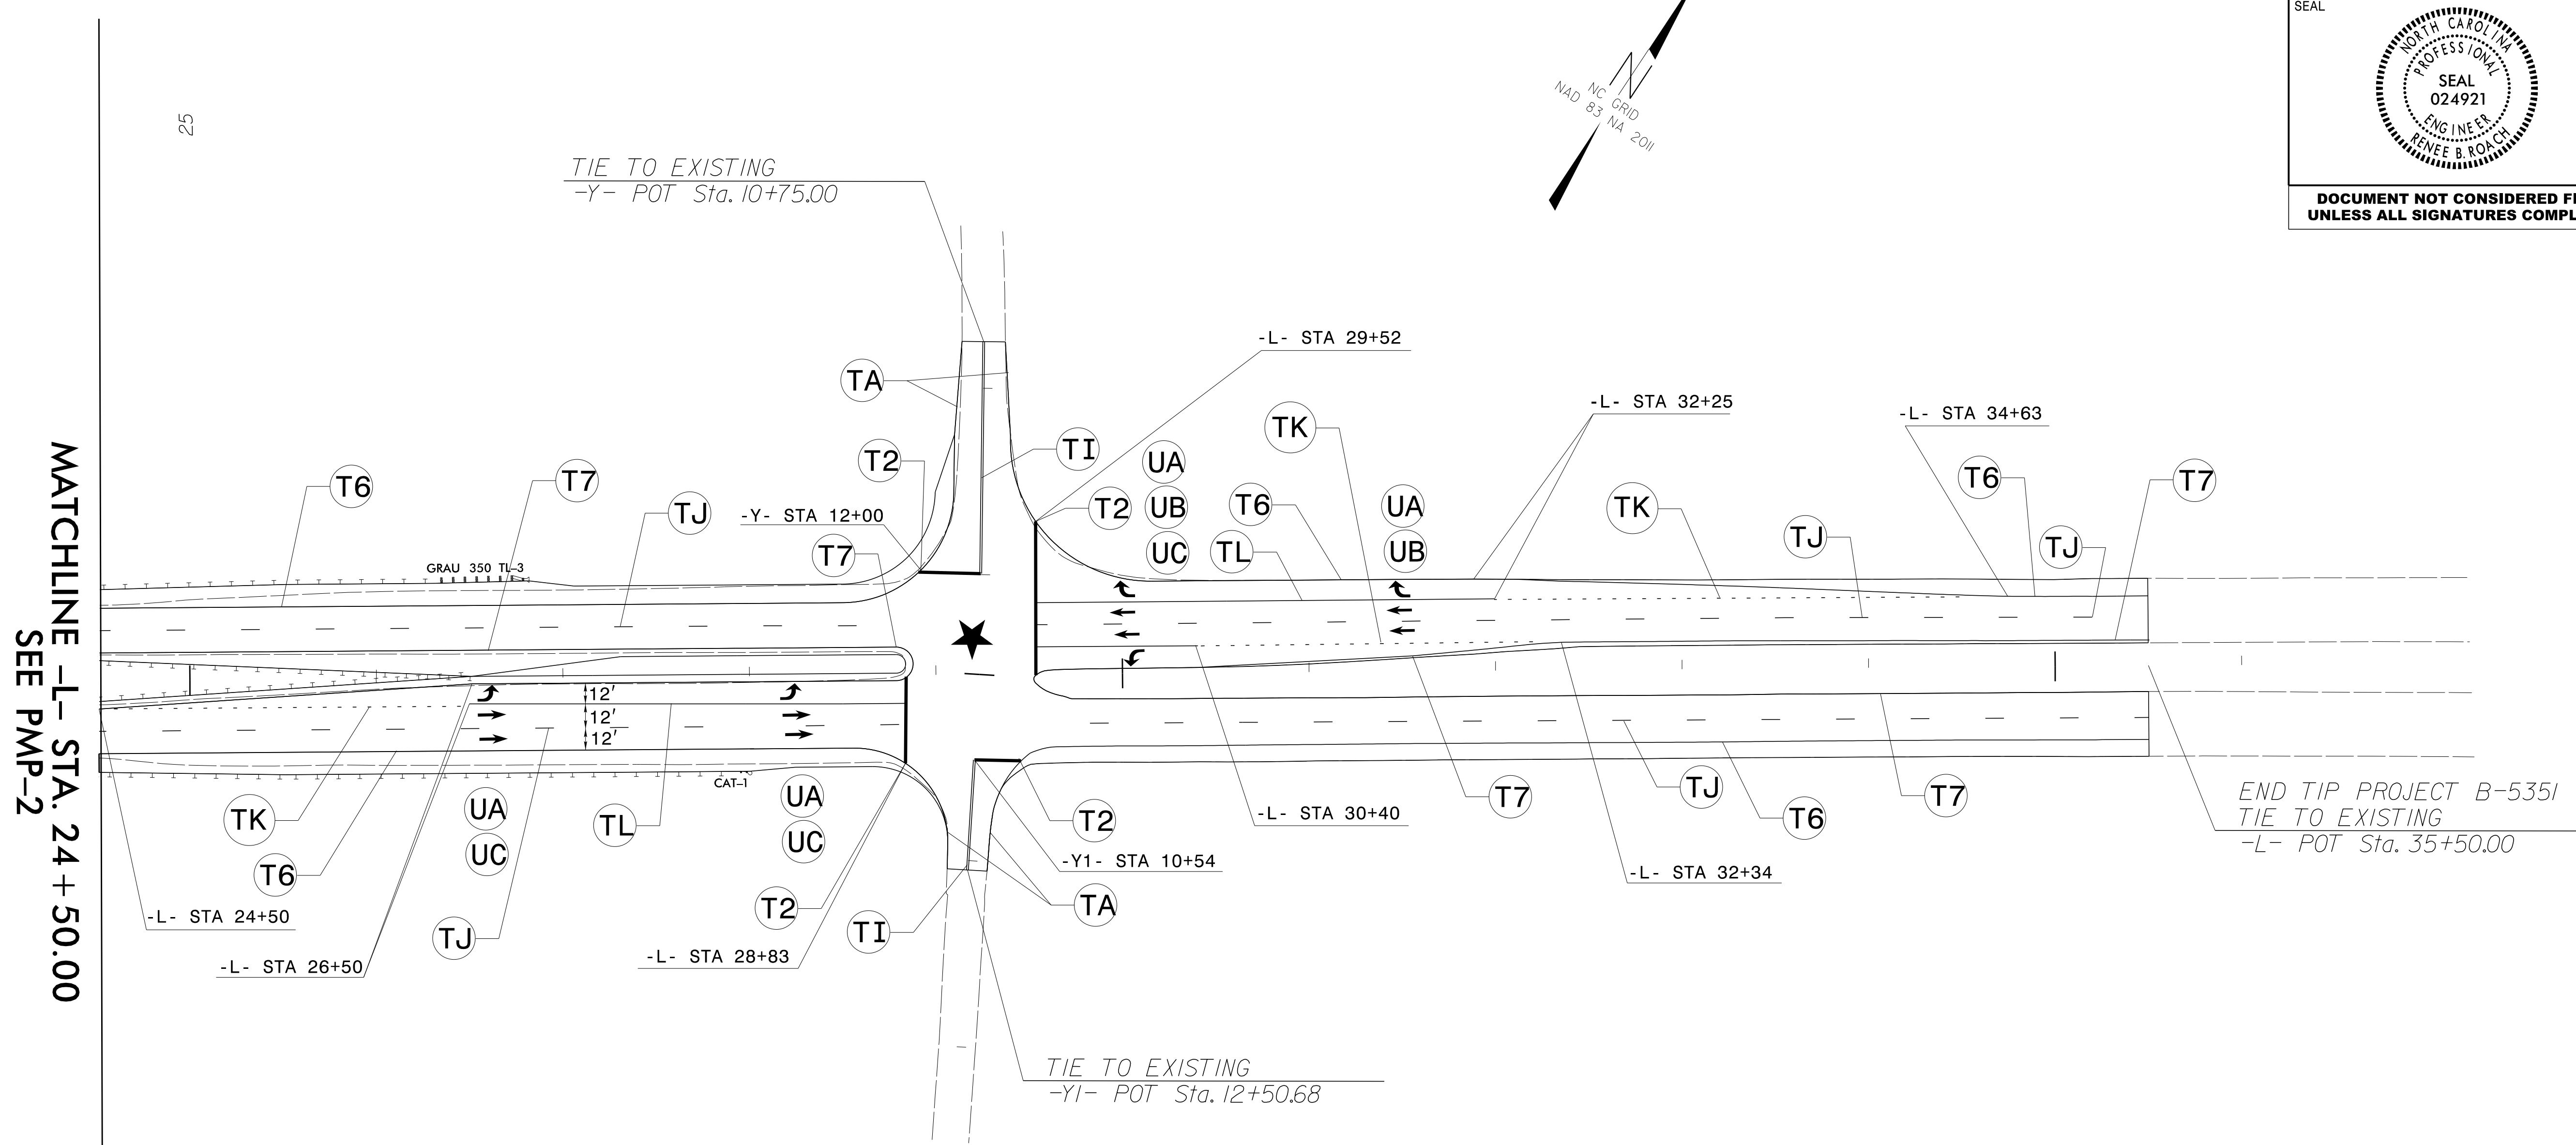 SEAL
NORTH CAROLINA
PROFESSIONAL
SEAL
024921
ENGINEER
RENEE B. ROACH
DOCUMENT NOT CONSIDERED
UNLESS ALL SIGNATURES
NC GRID
NAD 83 NA 2011
25
TIE TO EXISTING
-Y- POT Sta. 10+75.00
-L- STA 29+52
TA
-L- STA 32+25
-L- STA 34+63
TK
T2
TI
UA
T6
T7
T6
T7
TJ
-Y- STA 12+00
T2
UB
T6
UA
TK
TJ
TJ
T7
UC
TL
UB
GRAU 350 TL-3
MATCHLINE -L- STA. 24+50.00
SEE PMP-2
12'
12'
12'
CAT-1
TK
UA
TL
UA
T2
-L- STA 30+40
T7
TJ
T6
T7
END TIP PROJECT B-5351
TIE TO EXISTING
-L- POT Sta. 35+50.00
T6
UC
UC
-Y1- STA 10+54
-L- STA 32+34
-L- STA 24+50
TJ
T2
TI
TA
-L- STA 26+50
-L- STA 28+83
TIE TO EXISTING
-Y1- POT Sta. 12+50.68